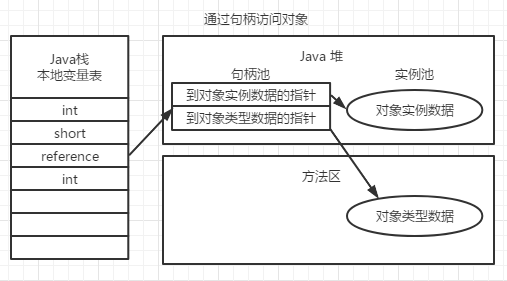 通过句柄访问对象
Java栈
本地变量表
int
short
reference
int
Java 堆
句柄池
实例池
到对象实例数据的指针
到对象类型数据的指针
对象实例数据
方法区
对象类型数据